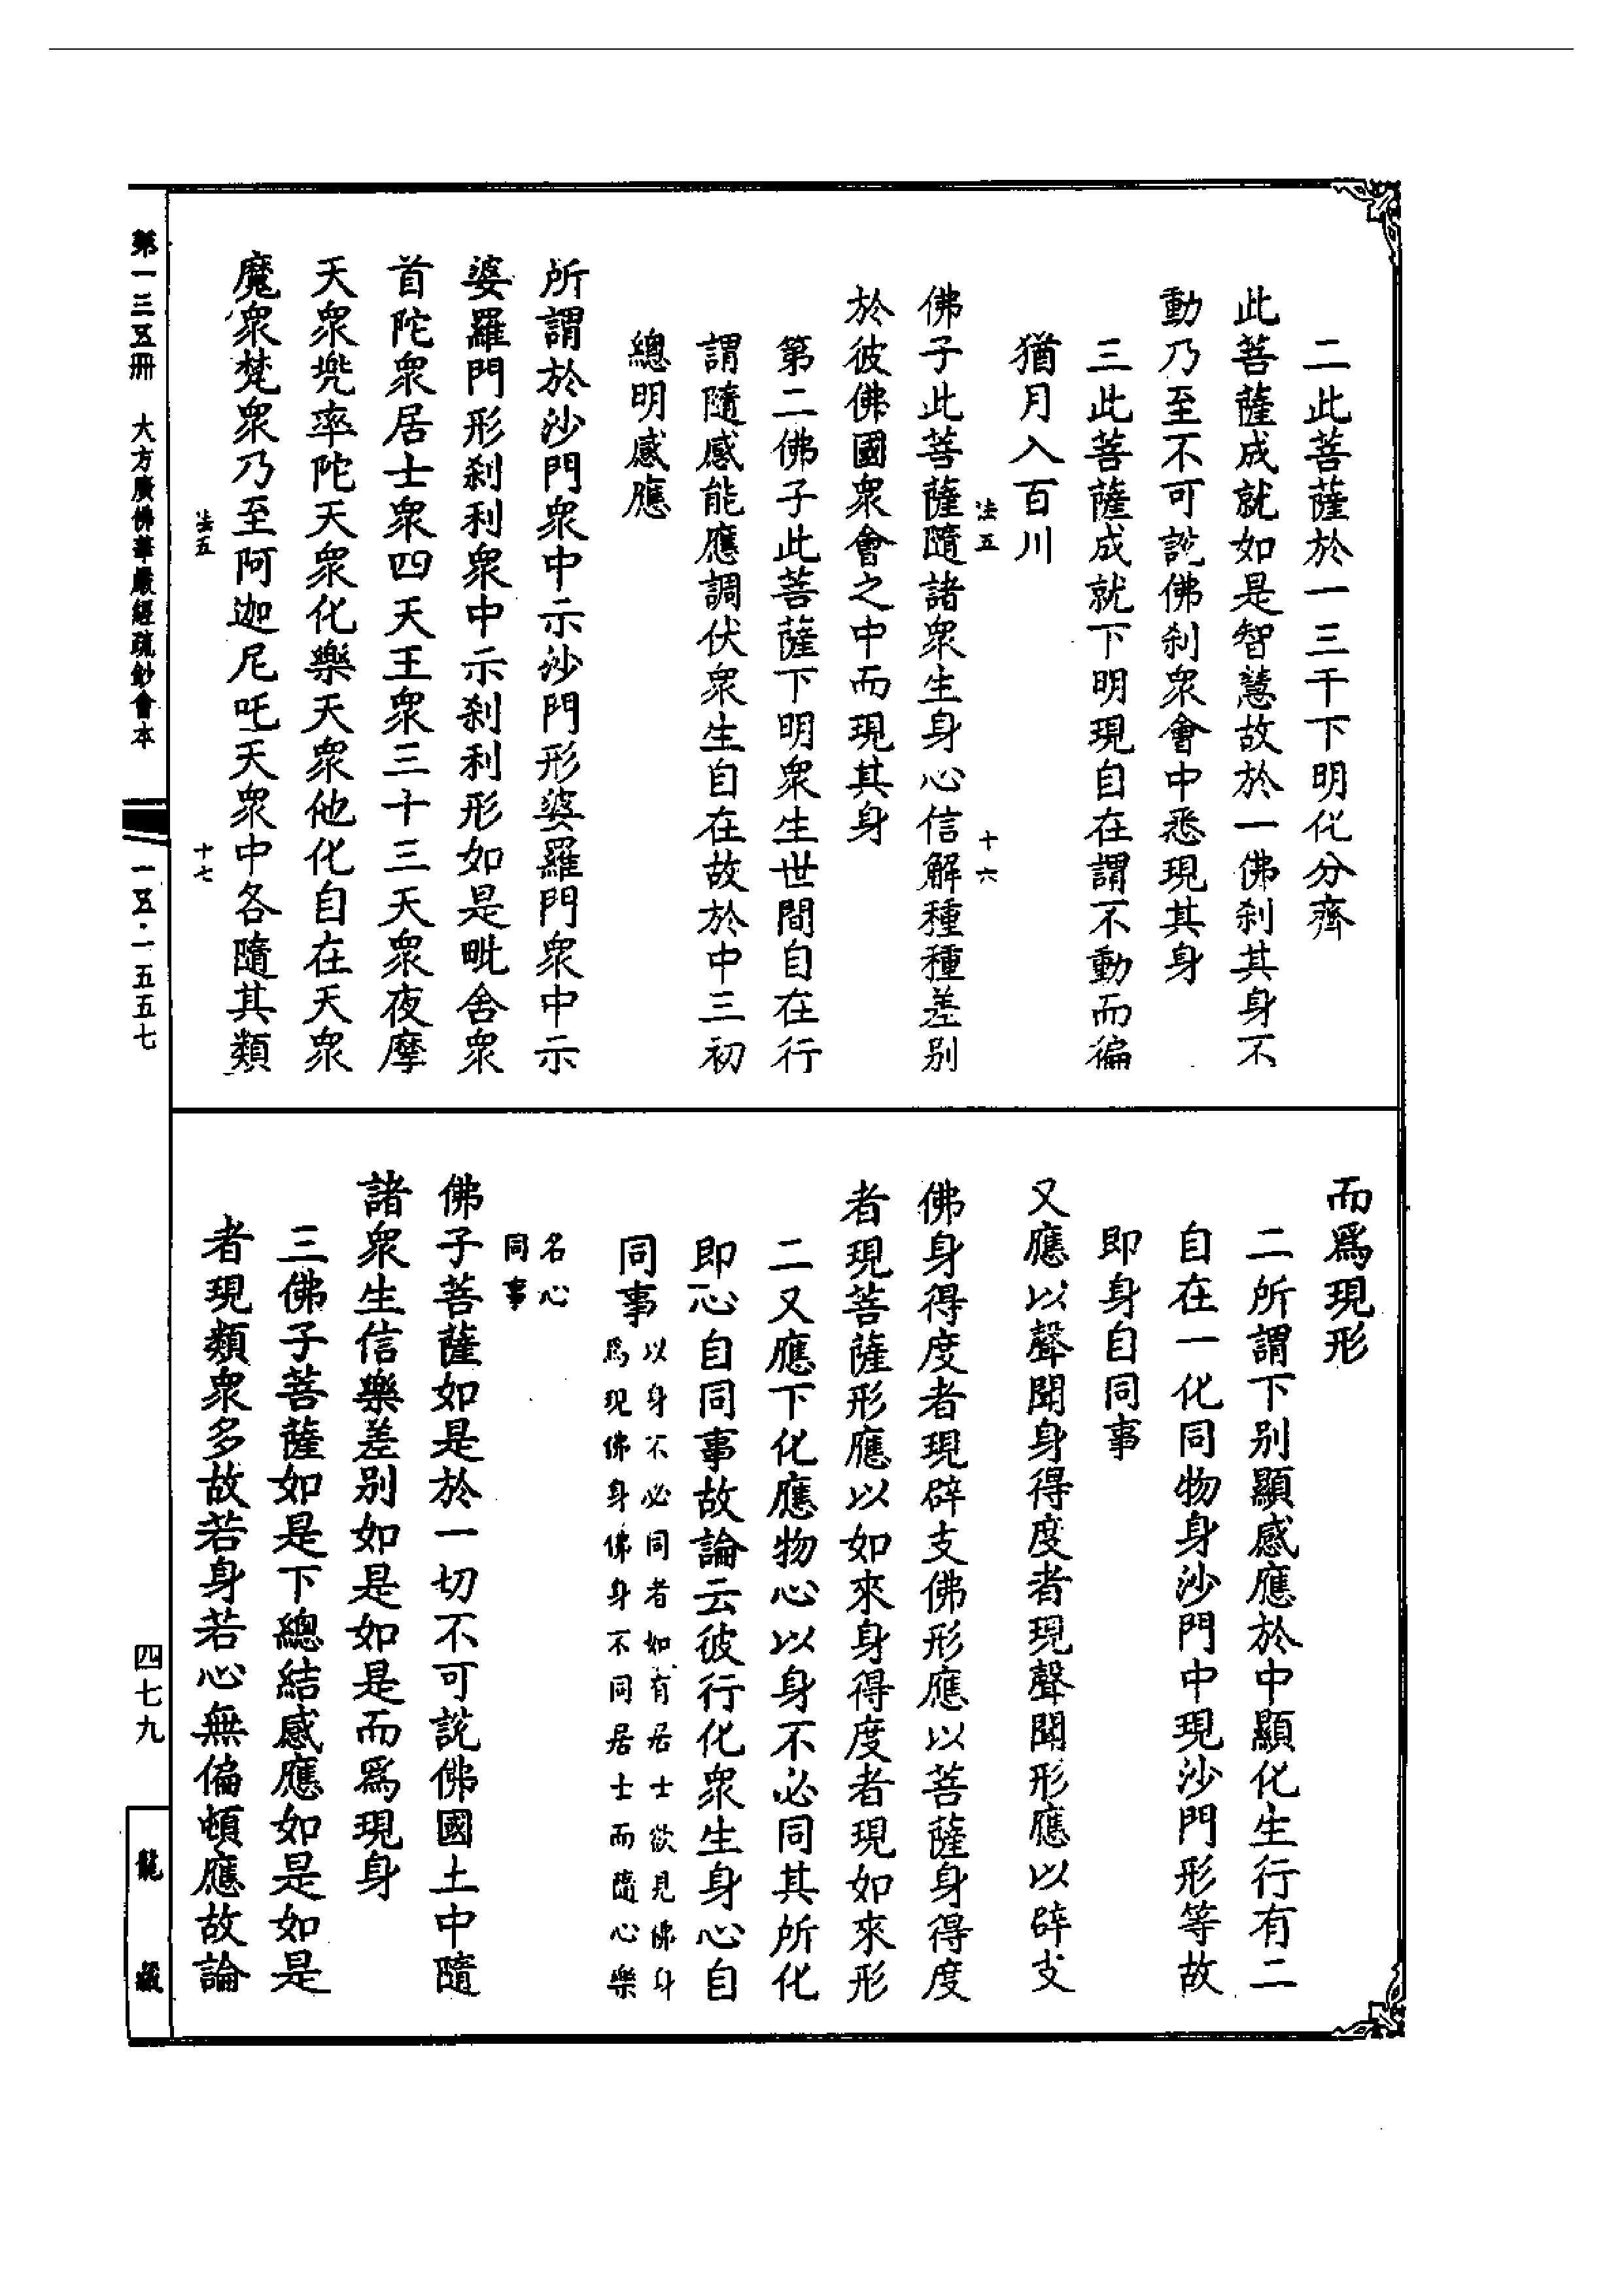 二此菩薩於一三千下明化分齊
此菩薩成就如是智慧故於一佛刹其身不
動乃至不可說佛刹衆會中悉現其身
三此菩薩成就下明現自在謂不動而徧
猶月入百川
法五 十六
佛子此菩薩隨諸衆生身心信解種種差别
於彼佛國衆會之中而現其身
第二佛子此菩薩下明衆生世間自在行
謂隨感能應調伏衆生自在故於中三初
總明感應
所謂於沙門衆中示沙門形婆羅門衆中示
婆羅門形刹利衆中示刹利形如是毗舍衆
首陀衆居士衆四天王衆三十三天衆夜摩
天衆兠率陀天衆化樂天衆他化自在天衆
魔衆梵衆乃至阿迦尼吒天衆中各隨其類
法五 十七
而爲現形
二所謂下别顯感應於中顯化生行有二
自在一化同物身沙門中現沙門形等故
即身自同事
又應以聲聞身得度者現聲聞形應以辟支
佛身得度者現辟支佛形應以菩薩身得度
者現菩薩形應以如來身得度者現如來形
二又應下化應物心以身不必同其所化
即心自同事故論云彼行化衆生身心自
同事
以身不必同者如有居士欲見佛身
爲現佛身佛身不同居士而隨心樂
名心
同事
佛子菩薩如是於一切不可說佛國土中隨
諸衆生信樂差别如是如是而爲現身
三佛子菩薩如是下總結感應如是如是
者現類衆多故若身若心無偏頓應故論
第一三五冊 大方廣佛華嚴經疏鈔會本
一五·一五五七
四七九
龍藏